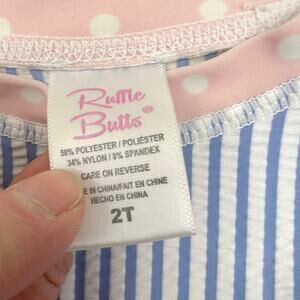 Ruffle
Butts®
58% POLYESTER / POLIÉSTER
34% NYLON / 8% SPANDEX
CARE ON REVERSE
E IN CHINA/FAIT EN CHINE
HECHO EN CHINA
2T